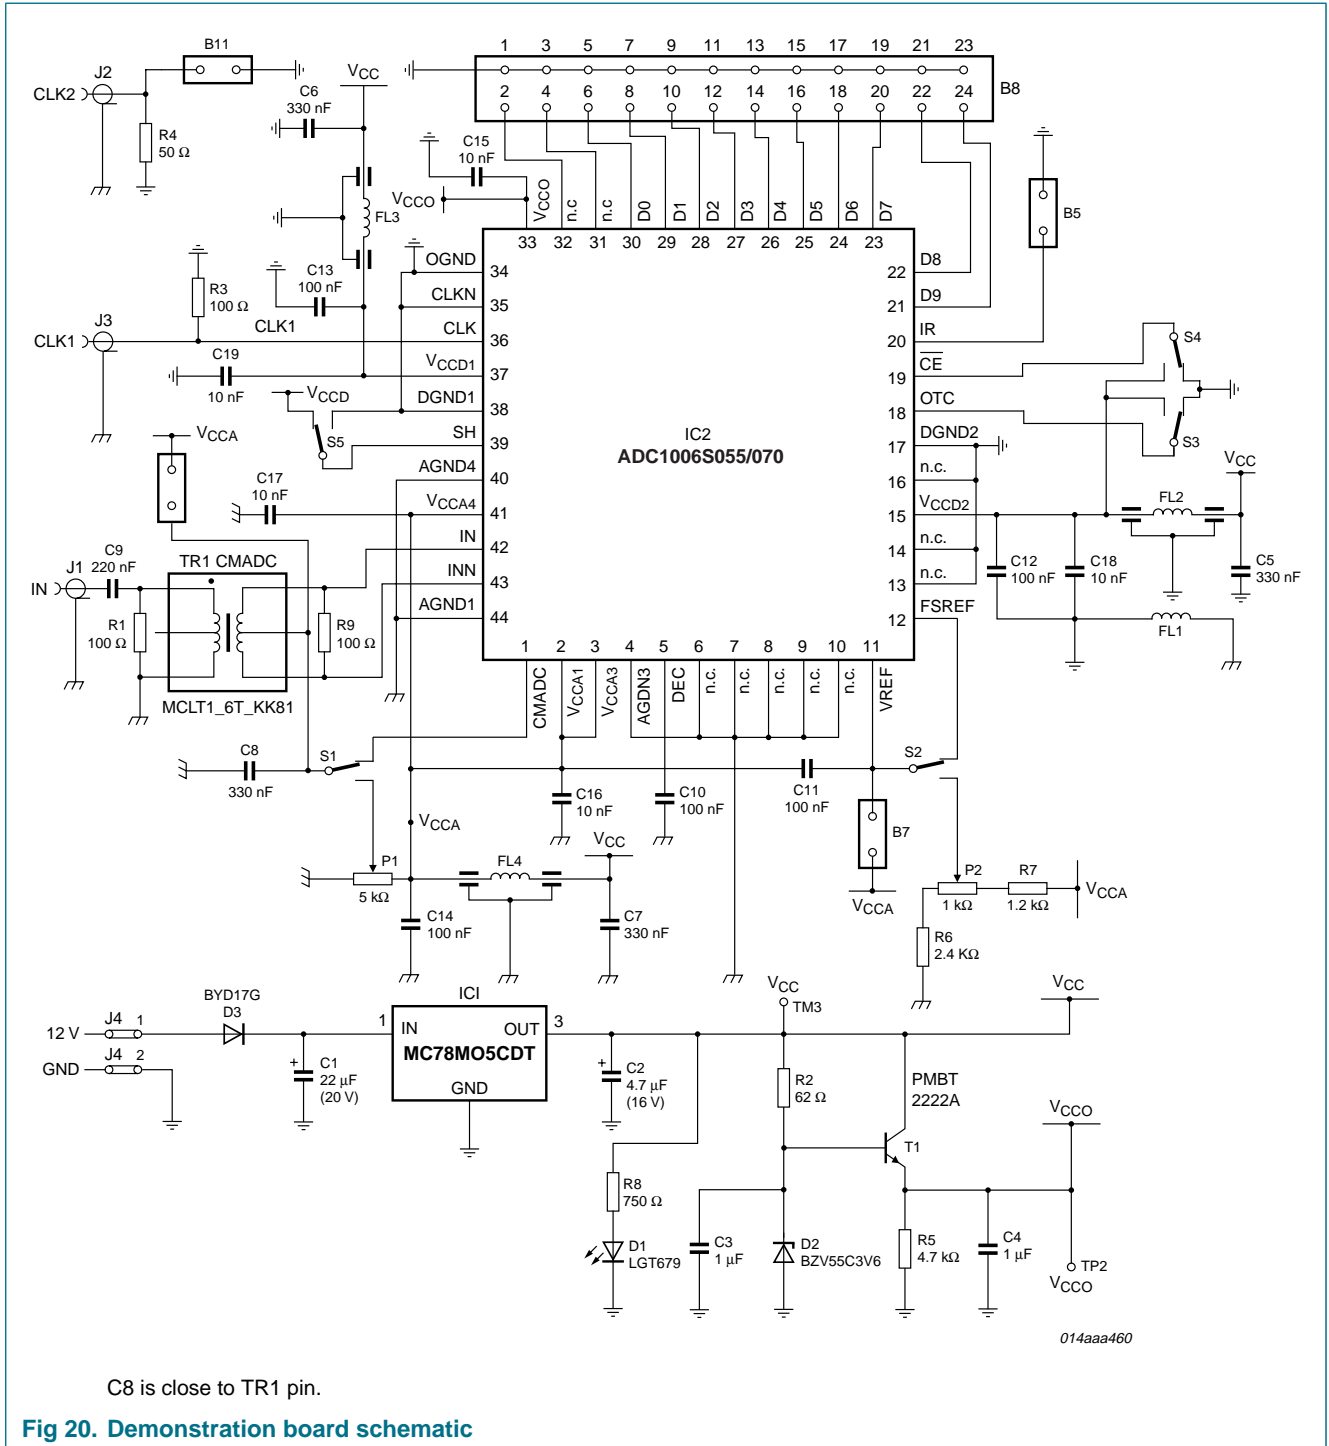 B11
1 3 5 7 9 11 13 15 17 19 21 23
J2
VCC
CLK2
C6
330 nF
2 4 6 8 10 12 14 16 18 20 22 24
B8
R4
50 Ω
C15
10 nF
FL3
VCCO
VCCO
n.c
n.c
D0
D1
D2
D3
D4
D5
D6
D7
B5
33 32 31 30 29 28 27 26 25 24 23
OGND
34
D8
22
C13
100 nF
CLKN
35
D9
21
R3
100 Ω
J3
CLK1
CLK1
CLK
36
IR
20
S4
C19
10 nF
VCCD1
37
CE
19
VCCD
DGND1
38
OTC
18
VCCA
S5
SH
39
IC2
ADC1006S055/070
DGND2
17
S3
AGND4
40
n.c.
16
VCC
C17
10 nF
VCCA4
41
VCCD2
15
FL2
C9
220 nF
TR1 CMADC
IN
42
n.c.
14
J1
IN
INN
43
n.c.
13
C12
100 nF
C18
10 nF
C5
330 nF
R1
100 Ω
R9
100 Ω
AGND1
44
FSREF
12
FL1
1 2 3 4 5 6 7 8 9 10 11
MCLT1_6T_KK81
CMADC
VCCA1
VCCA3
AGDN3
DEC
n.c.
n.c.
n.c.
n.c.
n.c.
VREF
C8
330 nF
S1
S2
C16
10 nF
C10
100 nF
C11
100 nF
B7
VCCA
VCC
P1
5 kΩ
FL4
P2
1 kΩ
R7
1.2 kΩ
VCCA
VCCA
C14
100 nF
C7
330 nF
R6
2.4 KΩ
BYD17G
D3
ICI
VCC
TM3
VCC
12 V
J4 1
1
IN
OUT
3
MC78MO5CDT
GND
J4 2
GND
+
C1
22 μF
(20 V)
+
C2
4.7 μF
(16 V)
R2
62 Ω
PMBT
2222A
VCCO
T1
R8
750 Ω
D1
LGT679
C3
1 μF
D2
BZV55C3V6
R5
4.7 kΩ
C4
1 μF
TP2
VCCO
014aaa460
C8 is close to TR1 pin.
Fig 20. Demonstration board schematic